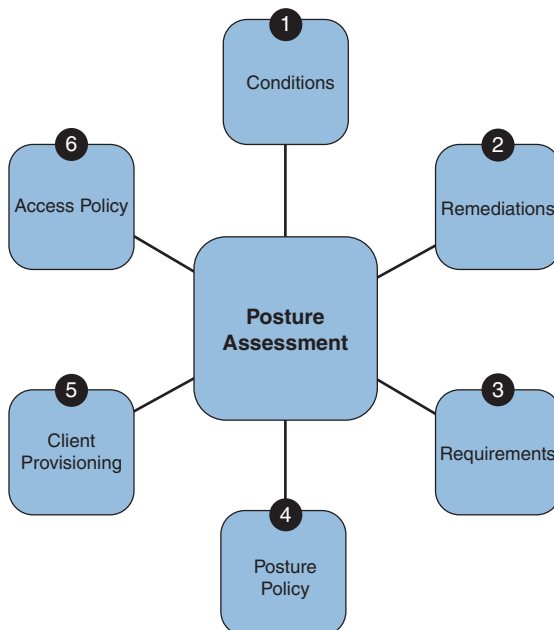 1
Conditions
6
Access Policy
2
Remediations
Posture
Assessment
5
Client
Provisioning
3
Requirements
4
Posture
Policy